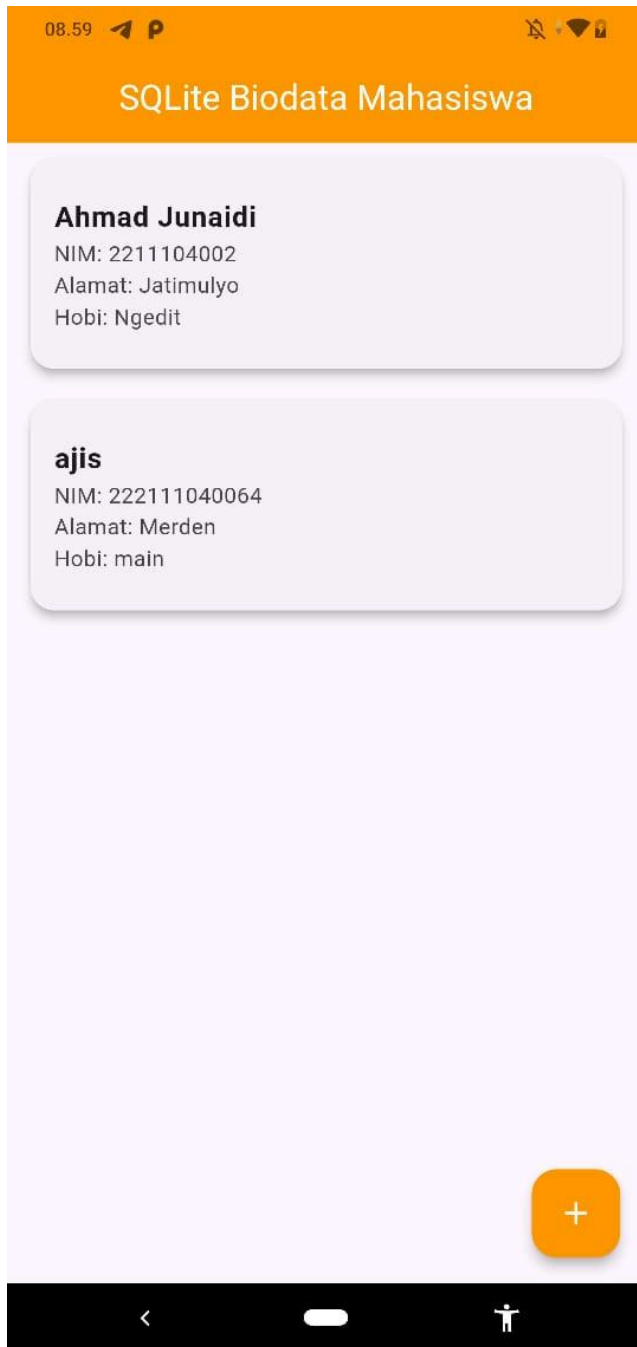 08.59
SQLite Biodata Mahasiswa
Ahmad Junaidi
NIM: 2211104002
Alamat: Jatimulyo
Hobi: Ngedit
ajis
NIM: 222111040064
Alamat: Merden
Hobi: main
+